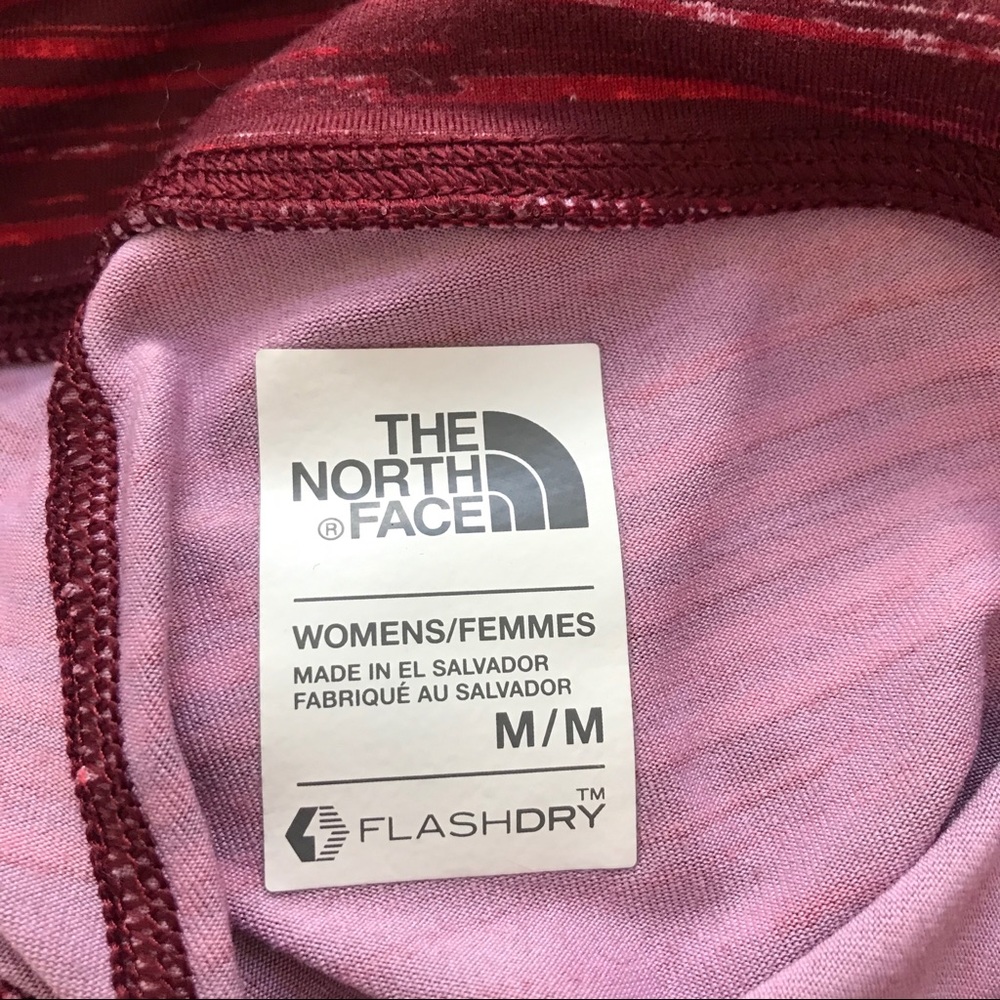 THE
NORTH
® FACE
WOMENS/FEMMES
MADE IN EL SALVADOR
FABRIQUÉ AU SALVADOR
M/M
FLASHDRY™